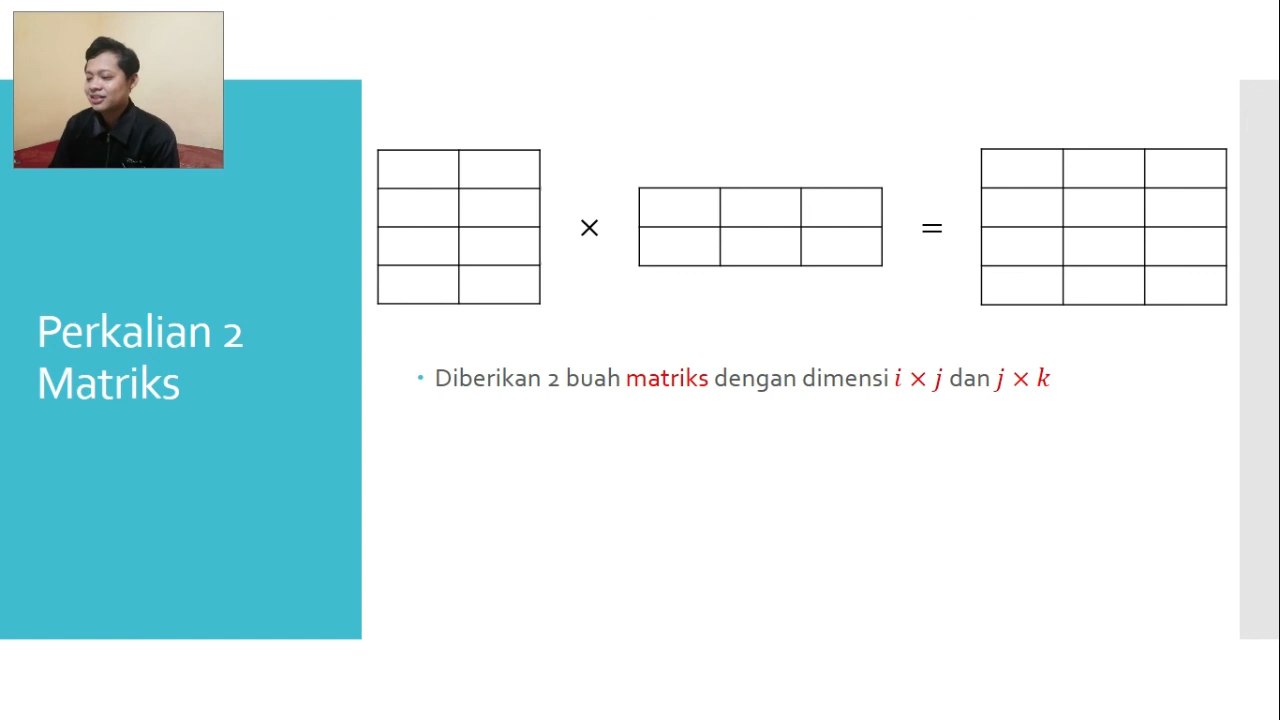 Perkalian 2
Matriks
× =
• Diberikan 2 buah matriks dengan dimensi i × j dan j × k